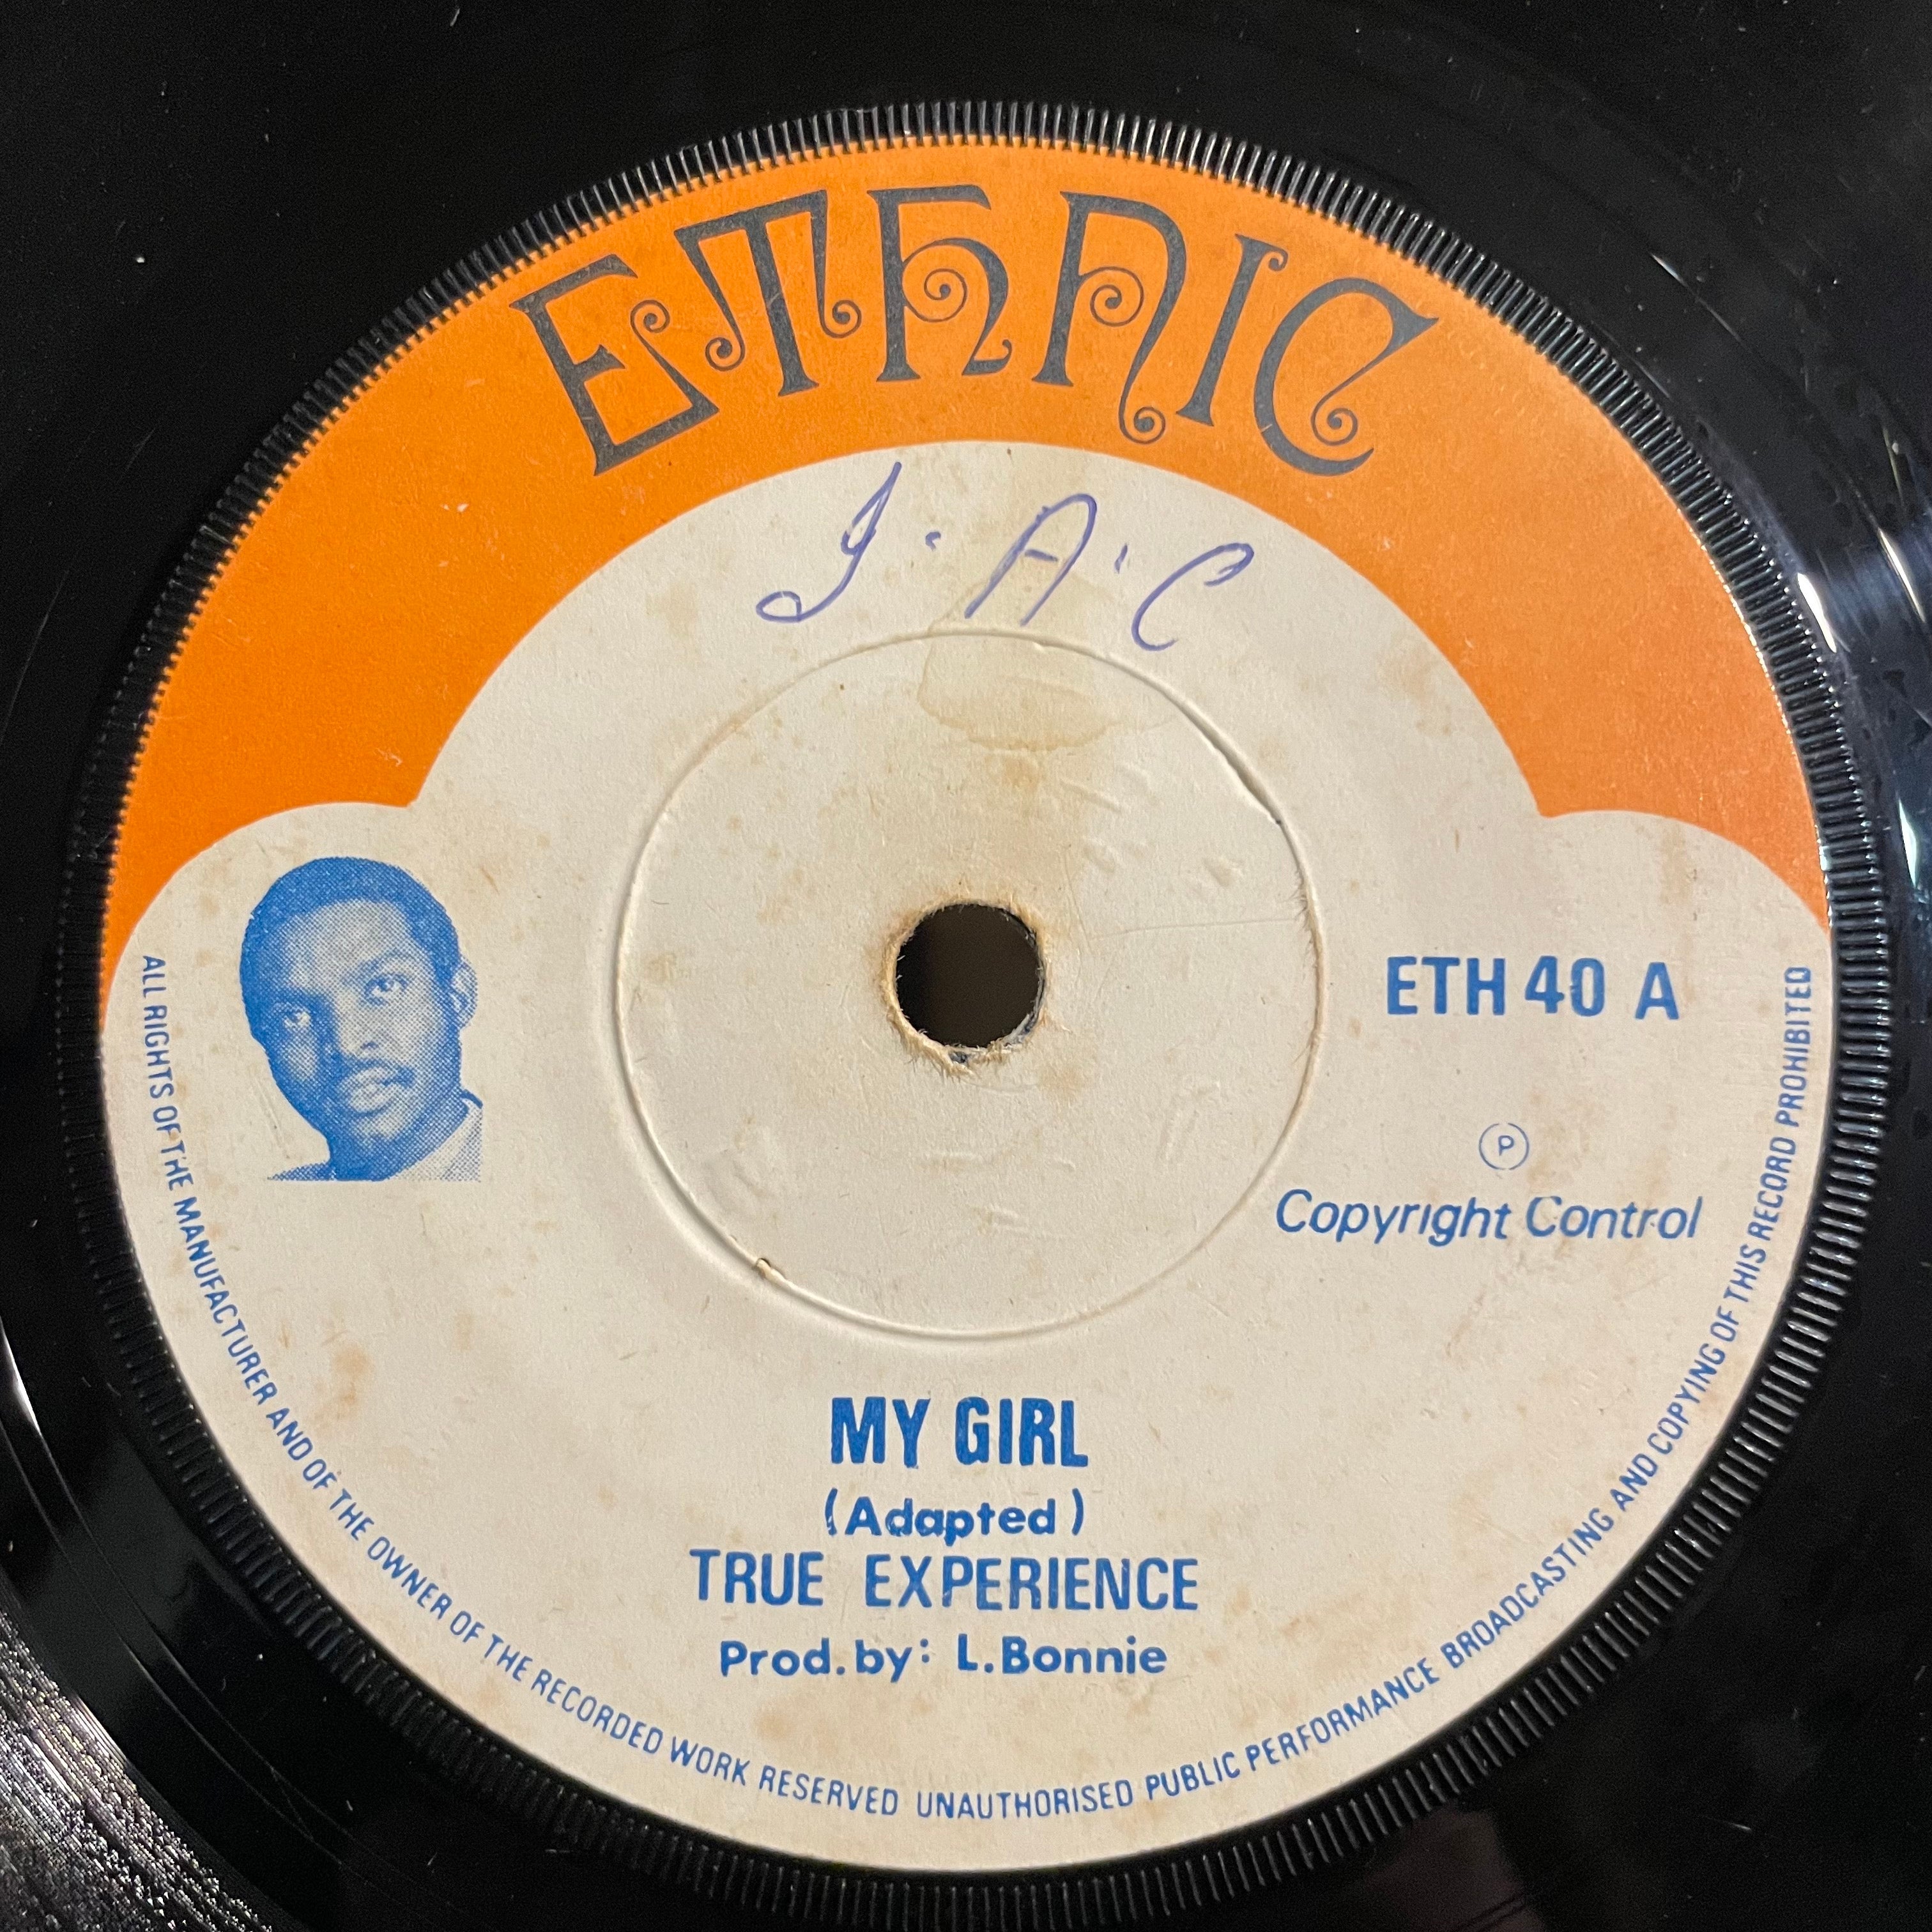 ETHNIC
J. A. C
ETH 40 A
Ⓟ
Copyright Control
MY GIRL
(Adapted)
TRUE EXPERIENCE
Prod. by: L. Bonnie
ALL RIGHTS OF THE MANUFACTURER AND OF THE OWNER OF THE RECORDED WORK RESERVED UNAUTHORISED PUBLIC PERFORMANCE BROADCASTING AND COPYING OF THIS RECORD PROHIBITED